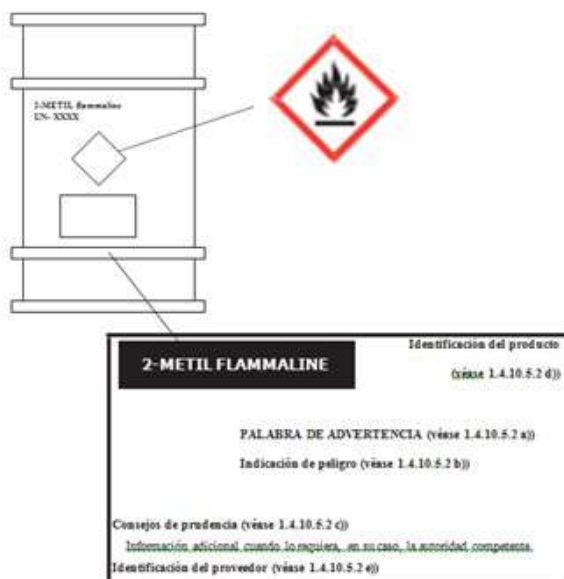 2-METIL flammaline
UN- XXXX
2-METIL FLAMMALINE
Identificación del producto
(véase 1.4.10.5.2 d))
PALABRA DE ADVERTENCIA (véase 1.4.10.5.2 a))
Indicación de peligro (véase 1.4.10.5.2 b))
Consejos de prudencia (véase 1.4.10.5.2 c))
Información adicional cuando lo requiera, en su caso, la autoridad competente.
Identificación del proveedor (véase 1.4.10.5.2 e))